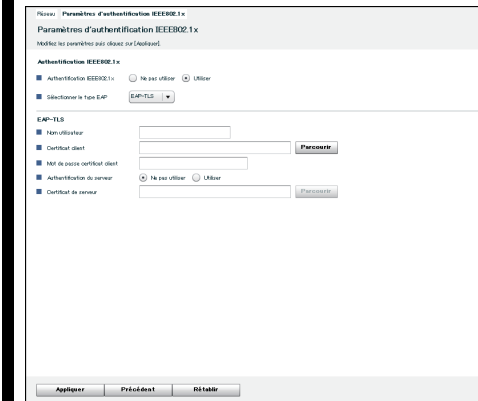 Réseau Paramètres d'authentification IEEE802.1x
Paramètres d'authentification IEEE802.1x
Modifiez les paramètres puis cliquez sur [Appliquer].
Authentification IEEE802.1x
Authentification IEEE802.1x Ne pas utiliser Utiliser
Sélectionner le type EAP EAP-TLS
EAP-TLS
Nom utilisateur
Certificat client Parcourir
Mot de passe certificat client
Authentification du serveur Ne pas utiliser Utiliser
Certificat de serveur Parcourir
Appliquer Précédent Rétablir